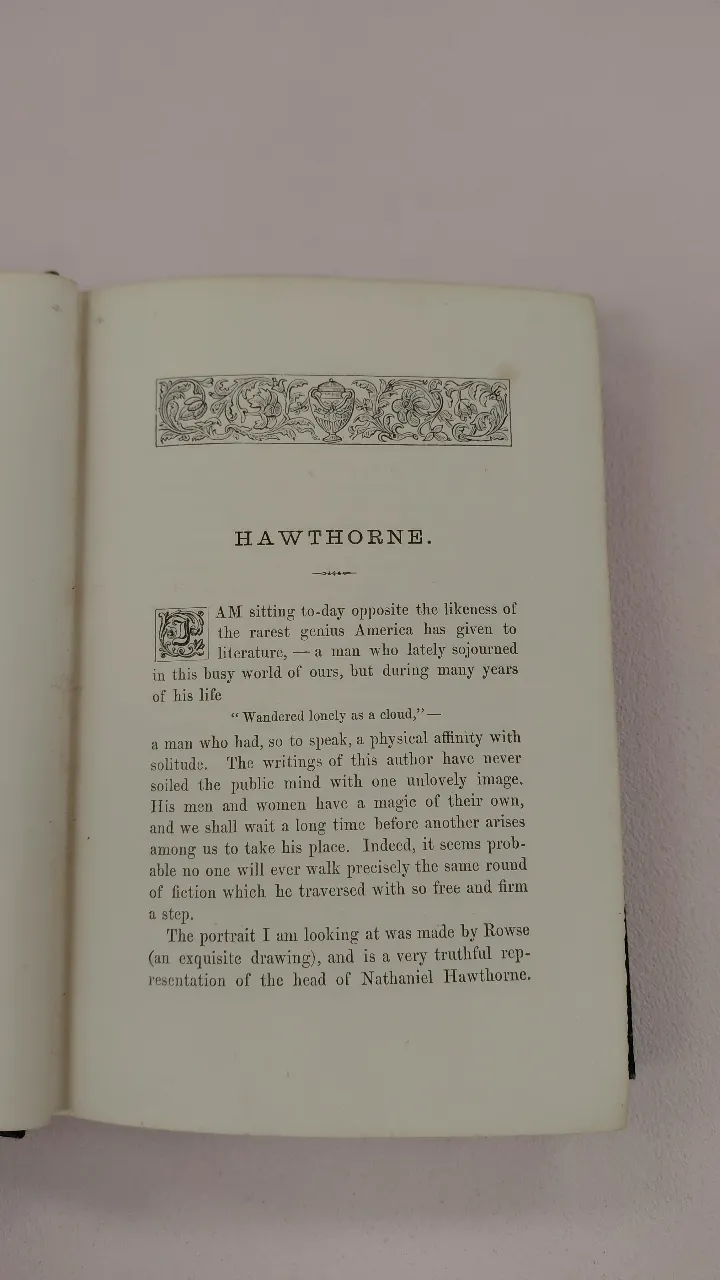 HAWTHORNE.
I AM sitting to-day opposite the likeness of
the rarest genius America has given to
literature, — a man who lately sojourned
in this busy world of ours, but during many years
of his life
“Wandered lonely as a cloud,” —
a man who had, so to speak, a physical affinity with
solitude. The writings of this author have never
soiled the public mind with one unlovely image.
His men and women have a magic of their own,
and we shall wait a long time before another arises
among us to take his place. Indeed, it seems prob-
able no one will ever walk precisely the same round
of fiction which he traversed with so free and firm
a step.
The portrait I am looking at was made by Rowse
(an exquisite drawing), and is a very truthful rep-
resentation of the head of Nathaniel Hawthorne.